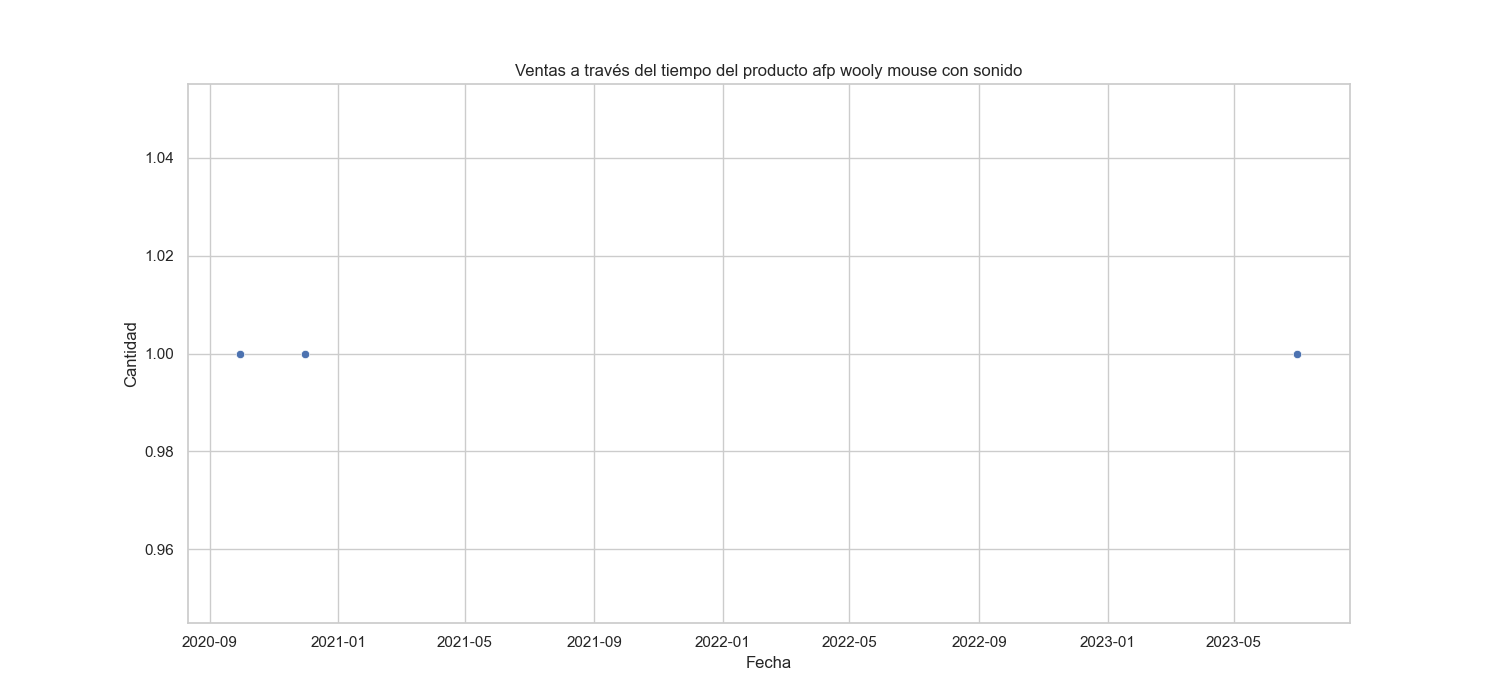 Ventas a través del tiempo del producto afp wooly mouse con sonido
Cantidad
1.04
1.02
1.00
0.98
0.96
2020-09 2021-01 2021-05 2021-09 2022-01 2022-05 2022-09 2023-01 2023-05
Fecha